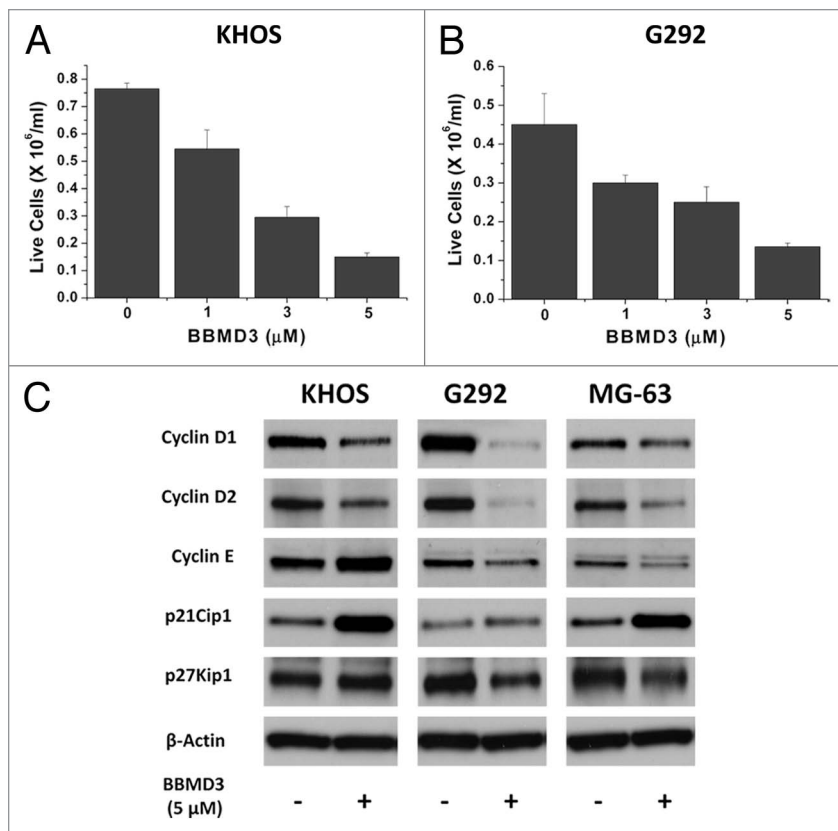 A
KHOS
Live Cells (X 10⁶/ml)
0.8
0.7
0.6
0.5
0.4
0.3
0.2
0.1
0.0
0 1 3 5
BBMD3 (μM)
B
G292
Live Cells (X 10⁶/ml)
0.6
0.5
0.4
0.3
0.2
0.1
0.0
0 1 3 5
BBMD3 (μM)
C
KHOS G292 MG-63
Cyclin D1
Cyclin D2
Cyclin E
p21Cip1
p27Kip1
β-Actin
BBMD3
(5 μM) - + - + - +